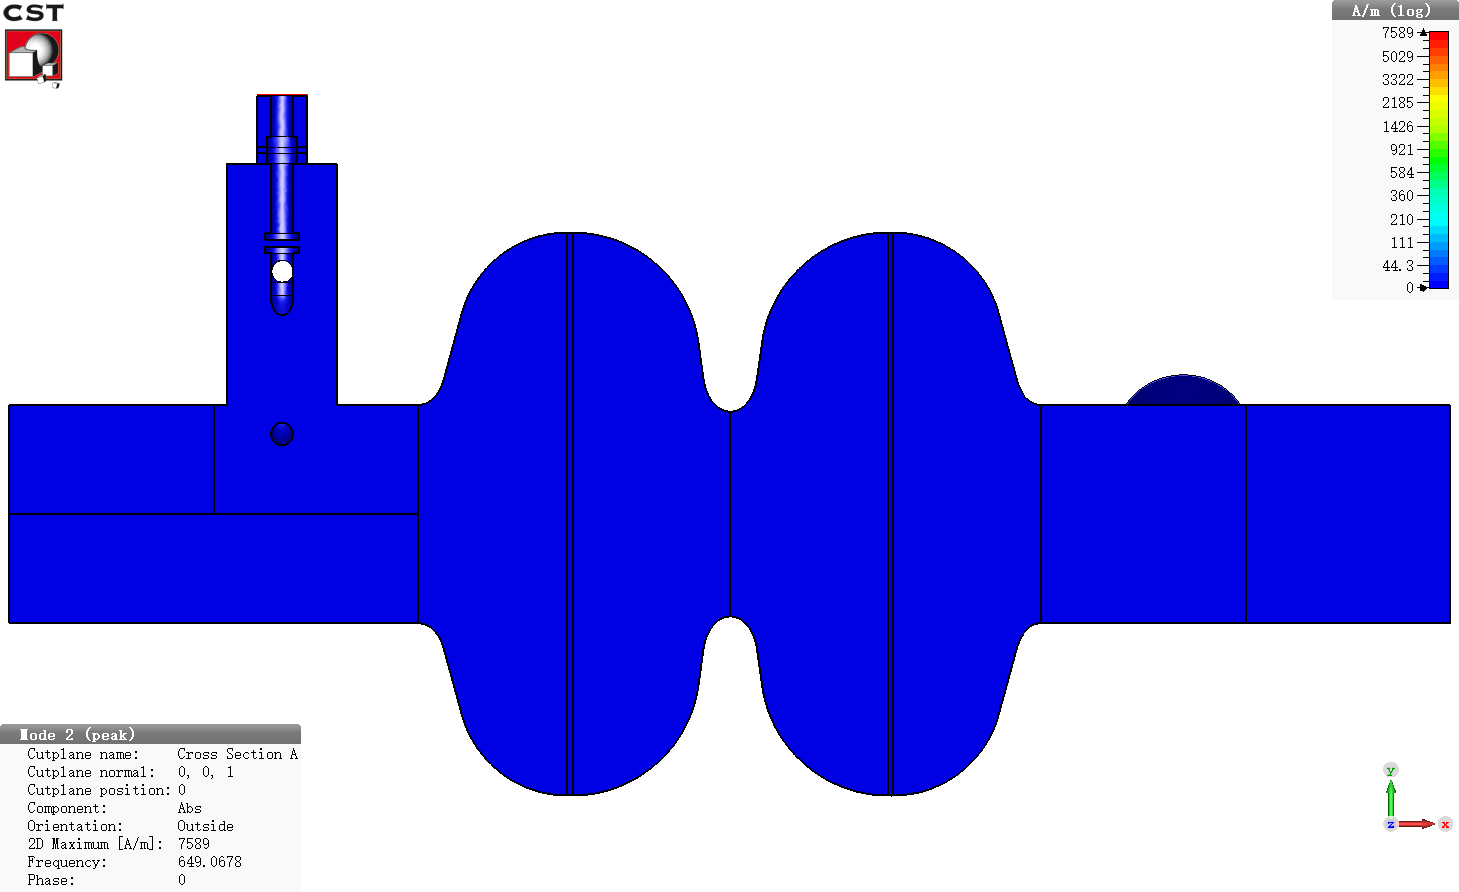 CST
A/m (log)
7589
5029
3322
2185
1426
921
584
360
210
111
44.3
0
Mode 2 (peak)
Cutplane name: Cross Section A
Cutplane normal: 0, 0, 1
Cutplane position: 0
Component: Abs
Orientation: Outside
2D Maximum [A/m]: 7589
Frequency: 649.0678
Phase: 0
y
z x